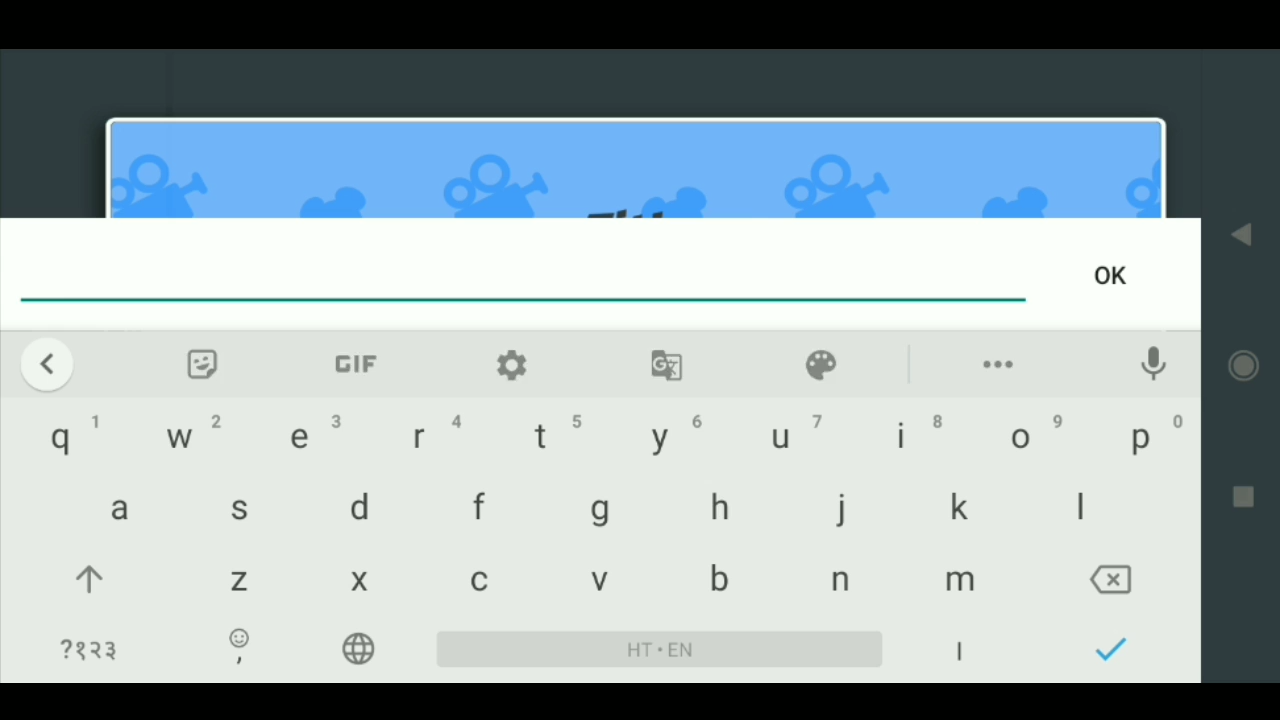 OK
GIF
q 1 w 2 e 3 r 4 t 5 y 6 u 7 i 8 o 9 p 0
a s d f g h j k l
z x c v b n m
?१२३ , HT • EN ।